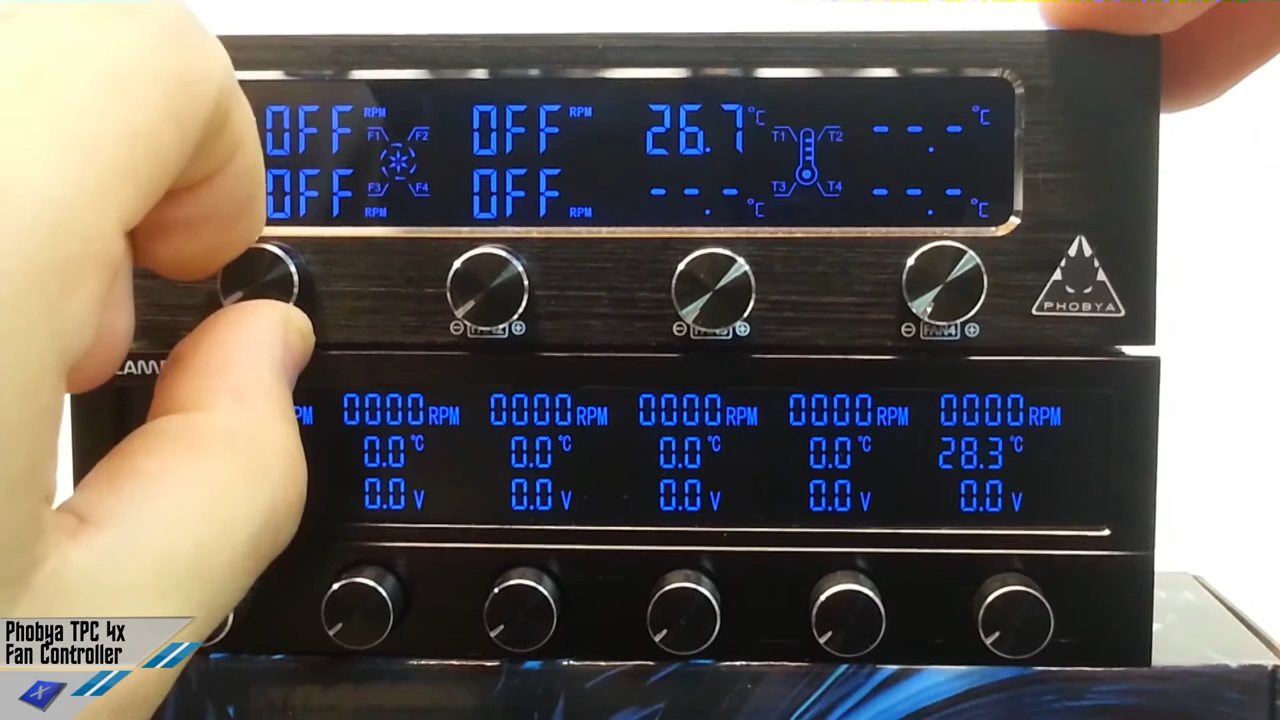 OFF RPM F1 F2 OFF RPM 26.7 °C T1 T2 --.- °C
OFF RPM F3 F4 OFF RPM --.- °C T3 T4 --.- °C
⊖ ⊕ ⊖ ⊕ ⊖ FAN4 ⊕
PHOBYA
0000 RPM 0000 RPM 0000 RPM 0000 RPM 0000 RPM
0.0 °C 0.0 °C 0.0 °C 0.0 °C 28.3 °C
0.0 V 0.0 V 0.0 V 0.0 V 0.0 V
Phobya TPC 4x
Fan Controller
X